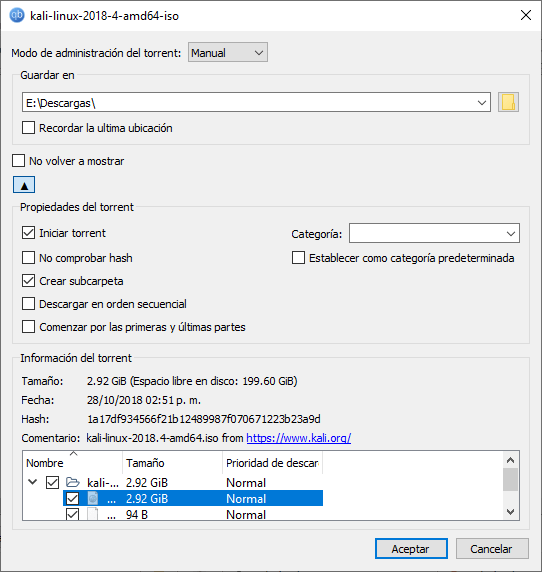 kali-linux-2018-4-amd64-iso
Modo de administración del torrent: Manual
Guardar en
E:\Descargas\
Recordar la ultima ubicación
No volver a mostrar
Propiedades del torrent
Iniciar torrent Categoría:
No comprobar hash Establecer como categoría predeterminada
Crear subcarpeta
Descargar en orden secuencial
Comenzar por las primeras y últimas partes
Información del torrent
Tamaño: 2.92 GiB (Espacio libre en disco: 199.60 GiB)
Fecha: 28/10/2018 02:51 p. m.
Hash: 1a17df934566f21b12489987f070671223b23a9d
Comentario: kali-linux-2018.4-amd64.iso from https://www.kali.org/
Nombre Tamaño Prioridad de descar
kali-... 2.92 GiB Normal
... 2.92 GiB Normal
... 94 B Normal
Aceptar Cancelar